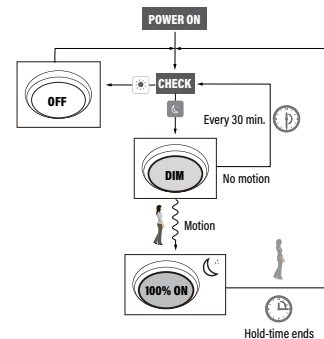 POWER ON
CHECK
OFF
Every 30 min.
DIM
No motion
Motion
100% ON
Hold-time ends